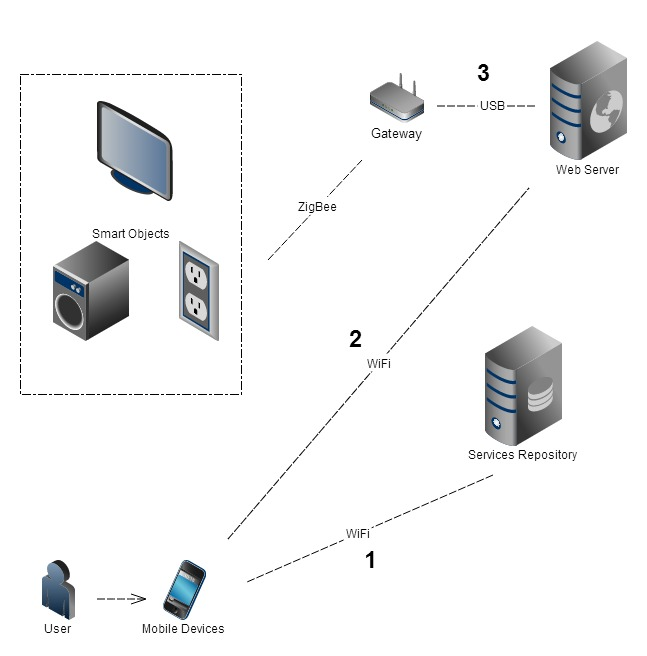 3
USB
Gateway
Web Server
ZigBee
Smart Objects
2
WiFi
Services Repository
WiFi
1
User
Mobile Devices